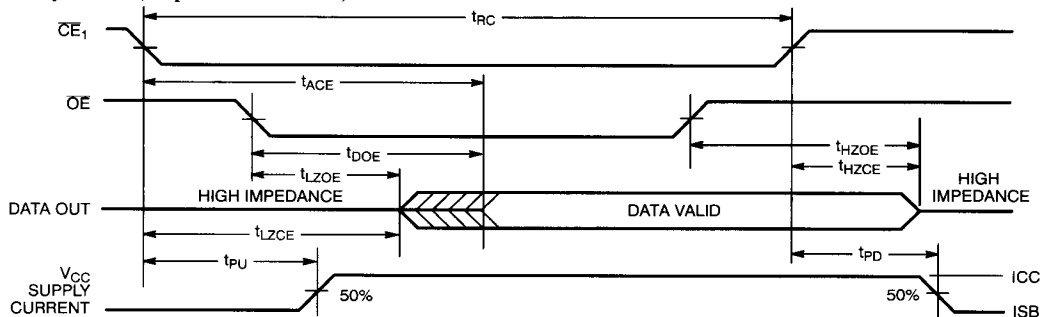 tRC
CE1
tACE
OE
tDOE
tHZOE
tLZOE
tHZCE
HIGH IMPEDANCE
HIGH
IMPEDANCE
DATA OUT
DATA VALID
tLZCE
tPU
tPD
VCC
SUPPLY
CURRENT
50%
50%
ICC
ISB